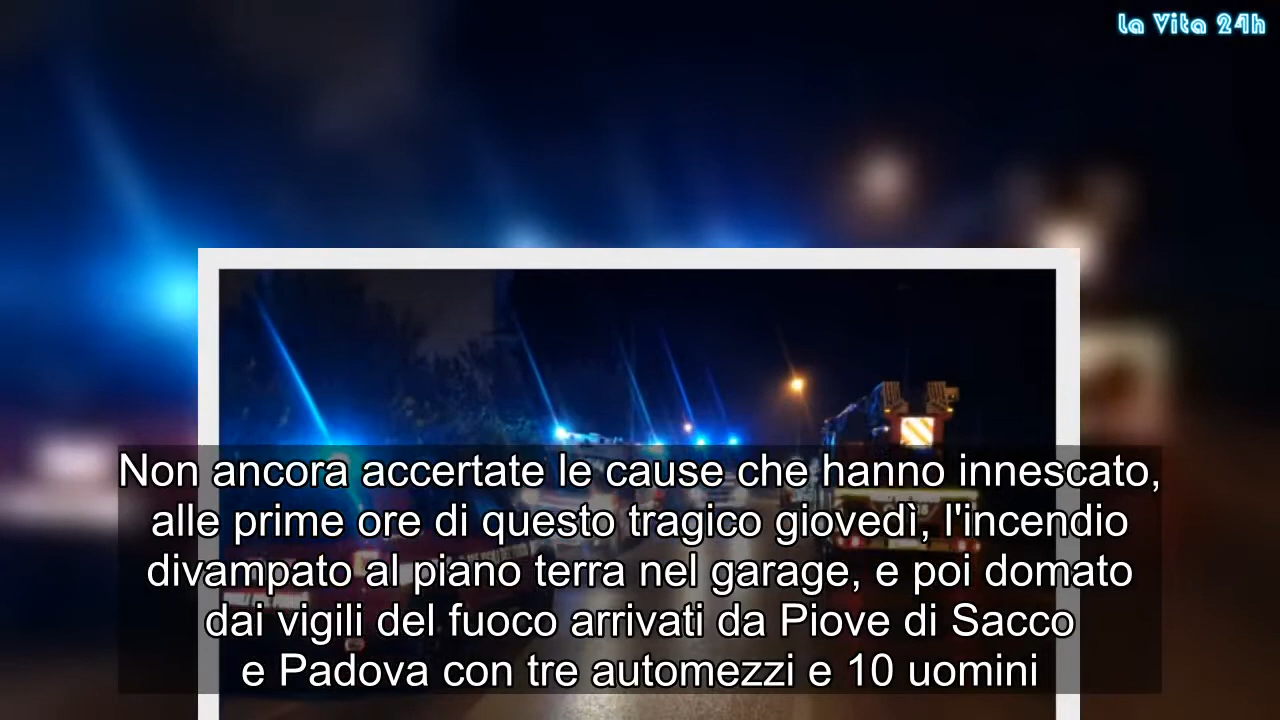 La Vita 24h
Non ancora accertate le cause che hanno innescato,
alle prime ore di questo tragico giovedì, l'incendio
divampato al piano terra nel garage, e poi domato
dai vigili del fuoco arrivati da Piove di Sacco
e Padova con tre automezzi e 10 uomini